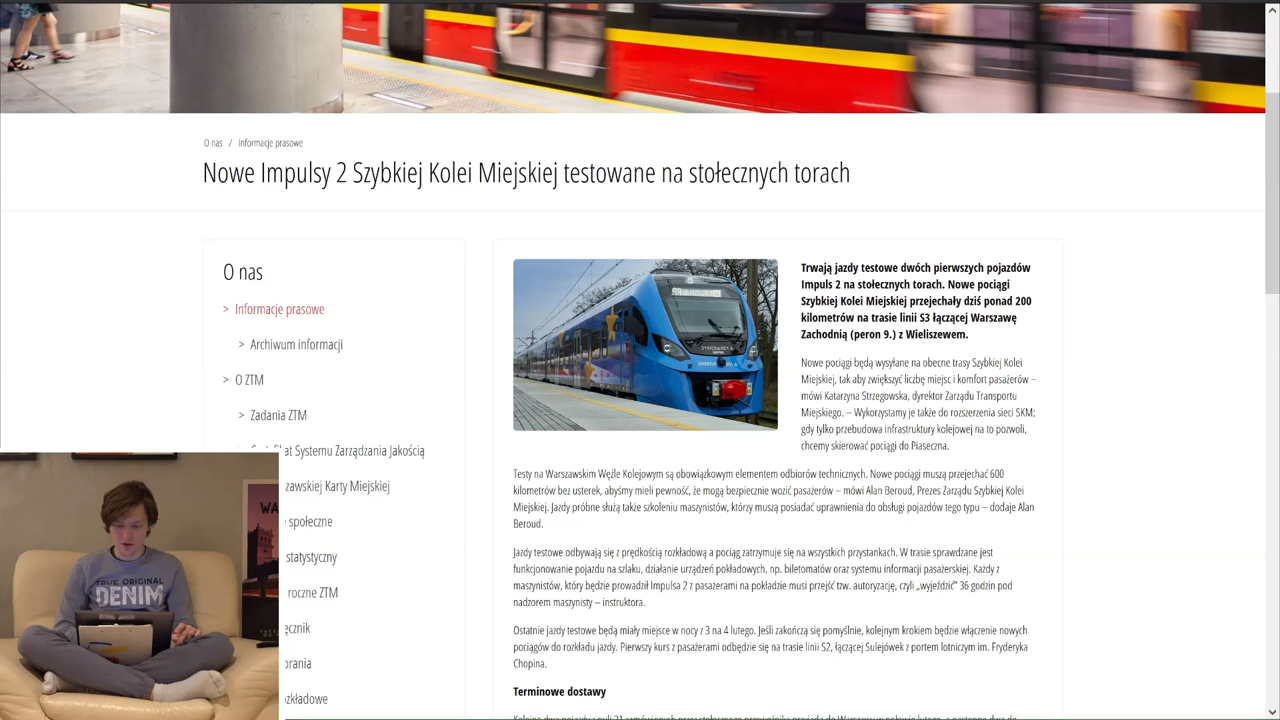 O nas / Informacje prasowe
Nowe Impulsy 2 Szybkiej Kolei Miejskiej testowane na stołecznych torach
O nas
> Informacje prasowe
> Archiwum informacji
> O ZTM
> Zadania ZTM
at Systemu Zarządzania Jakością
zawskiej Karty Miejskiej
społeczne
statystyczny
roczne ZTM
TRUE ORIGINAL
DENIM
WA
Trwają jazdy testowe dwóch pierwszych pojazdów
Impuls 2 na stołecznych torach. Nowe pociągi
Szybkiej Kolei Miejskiej przejechały dziś ponad 200
kilometrów na trasie linii S3 łączącej Warszawę
Zachodnią (peron 9.) z Wieliszewem.
Nowe pociągi będą wysyłane na obecne trasy Szybkiej Kolei
Miejskiej, tak aby zwiększyć liczbę miejsc i komfort pasażerów –
mówi Katarzyna Strzegowska, dyrektor Zarządu Transportu
Miejskiego. – Wykorzystamy je także do rozszerzenia sieci SKM;
gdy tylko przebudowa infrastruktury kolejowej na to pozwoli,
chcemy skierować pociągi do Piaseczna.
Testy na Warszawskim Węźle Kolejowym są obowiązkowym elementem odbiorów technicznych. Nowe pociągi muszą przejechać 600
kilometrów bez usterek, abyśmy mieli pewność, że mogą bezpiecznie wozić pasażerów – mówi Alan Beroud, Prezes Zarządu Szybkiej Kolei
Miejskiej. Jazdy próbne służą także szkoleniu maszynistów, którzy muszą posiadać uprawnienia do obsługi pojazdów tego typu – dodaje Alan
Beroud.
Jazdy testowe odbywają się z prędkością rozkładową a pociąg zatrzymuje się na wszystkich przystankach. W trasie sprawdzane jest
funkcjonowanie pojazdu na szlaku, działanie urządzeń pokładowych, np. biletomatów oraz systemu informacji pasażerskiej. Każdy z
maszynistów, który będzie prowadził Impulsa 2 z pasażerami na pokładzie musi przejść tzw. autoryzację, czyli „wyjeździć” 36 godzin pod
nadzorem maszynisty – instruktora.
Ostatnie jazdy testowe będą miały miejsce w nocy z 3 na 4 lutego. Jeśli zakończą się pomyślnie, kolejnym krokiem będzie włączenie nowych
pociągów do rozkładu jazdy. Pierwszy kurs z pasażerami odbędzie się na trasie linii S2, łączącej Sulejówek z portem lotniczym im. Fryderyka
Chopina.
Terminowe dostawy